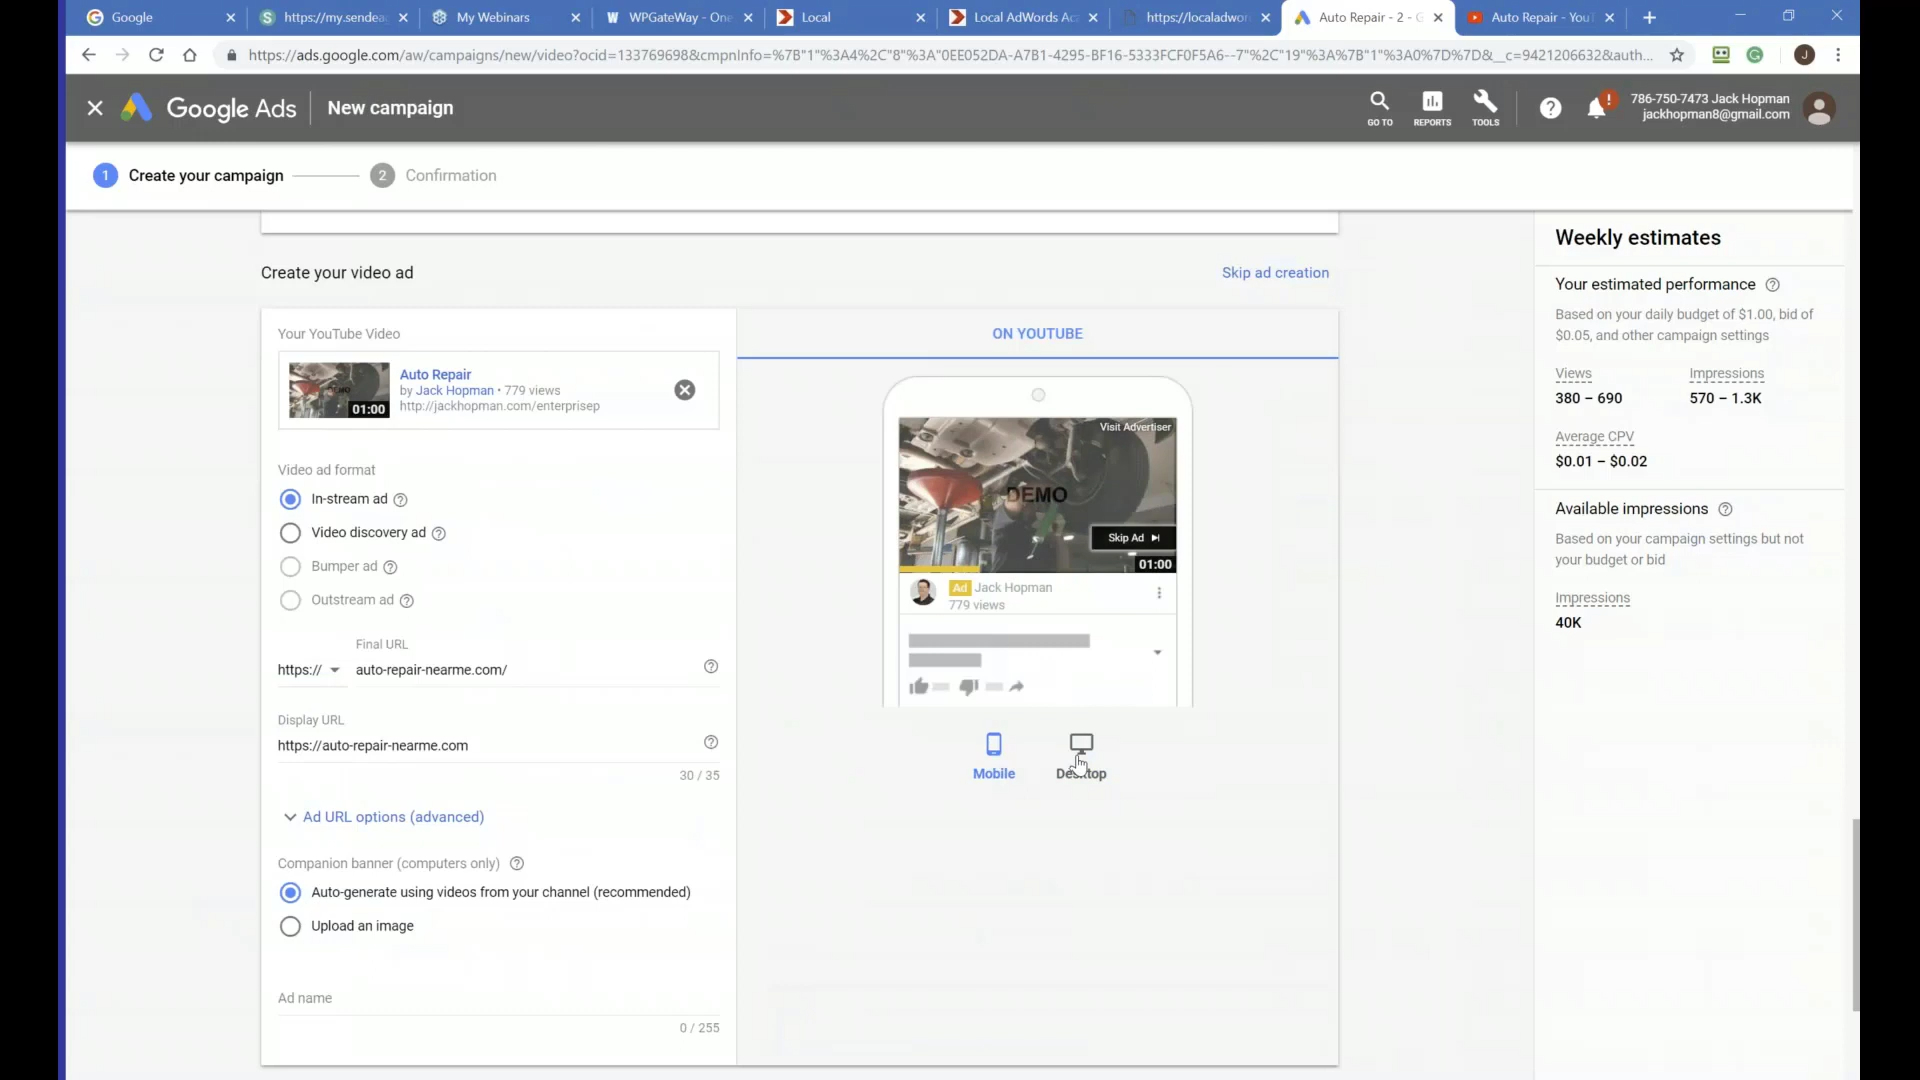 Google
https://my.sendea
My Webinars
WPGateWay - One
Local
Local AdWords Aca
https://localadwor
Auto Repair - 2 - G
Auto Repair - YouT
https://ads.google.com/aw/campaigns/new/video?ocid=133769698&cmpnInfo=%7B"1"%3A4%2C"8"%3A"0EE052DA-A7B1-4295-BF16-5333FCF0F5A6--7"%2C"19"%3A%7B"1"%3A0%7D%7D&__c=9421206632&auth...
J
Google Ads
New campaign
GO TO
REPORTS
TOOLS
786-750-7473 Jack Hopman
jackhopman8@gmail.com
1 Create your campaign
2 Confirmation
Create your video ad
Skip ad creation
Your YouTube Video
Auto Repair
by Jack Hopman • 779 views
http://jackhopman.com/enterprisep
01:00
Video ad format
In-stream ad
Video discovery ad
Bumper ad
Outstream ad
Final URL
https:// auto-repair-nearme.com/
Display URL
https://auto-repair-nearme.com
30 / 35
Ad URL options (advanced)
Companion banner (computers only)
Auto-generate using videos from your channel (recommended)
Upload an image
Ad name
0 / 255
ON YOUTUBE
Visit Advertiser
DEMO
Skip Ad
01:00
Ad Jack Hopman
779 views
Mobile
Desktop
Weekly estimates
Your estimated performance
Based on your daily budget of $1.00, bid of
$0.05, and other campaign settings
Views
380 – 690
Impressions
570 – 1.3K
Average CPV
$0.01 – $0.02
Available impressions
Based on your campaign settings but not
your budget or bid
Impressions
40K